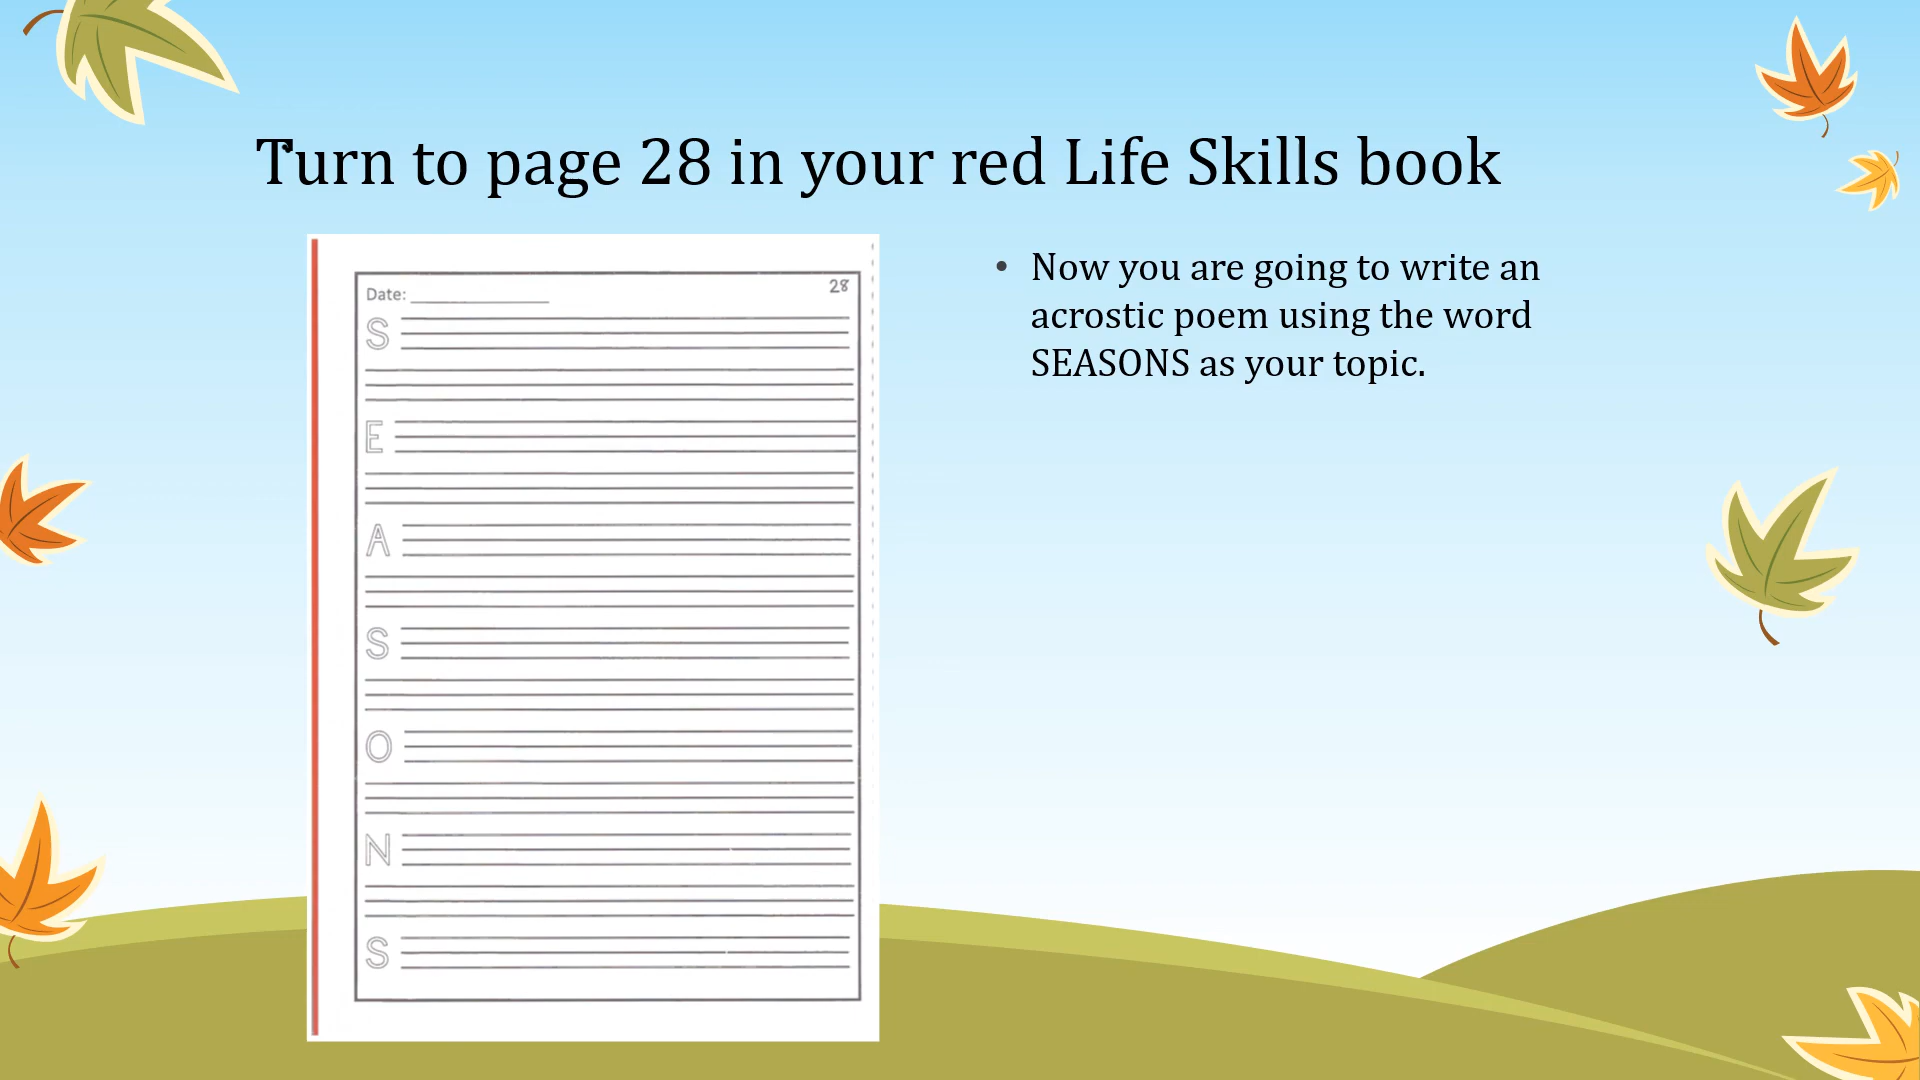 Turn to page 28 in your red Life Skills book
28
Date: ______________
S
E
A
S
O
N
S
• Now you are going to write an
acrostic poem using the word
SEASONS as your topic.